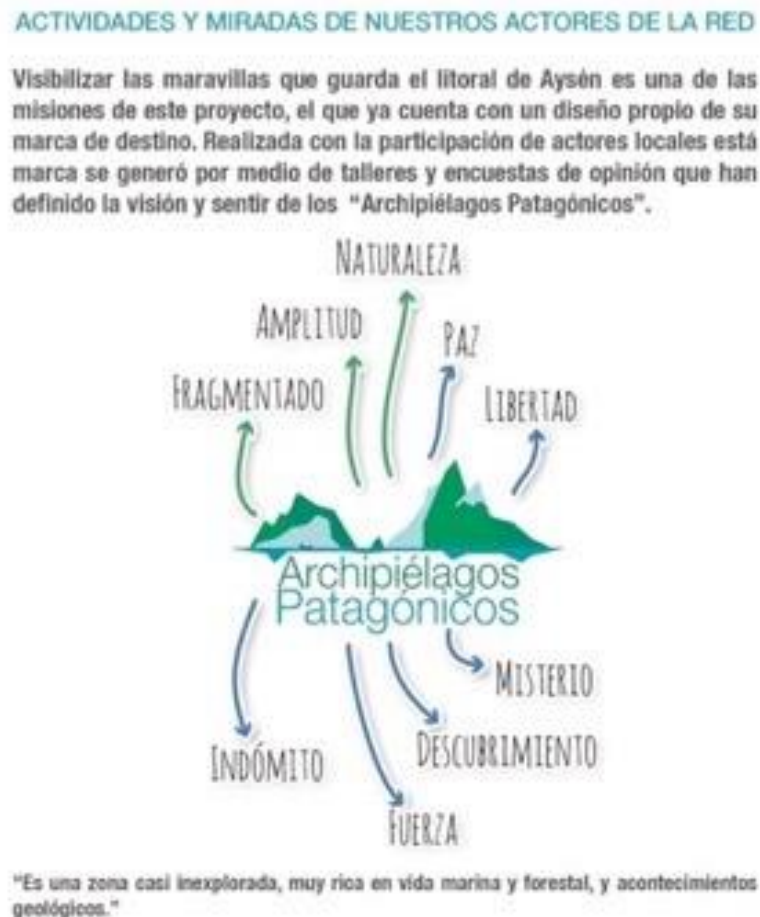 ACTIVIDADES Y MIRADAS DE NUESTROS ACTORES DE LA RED
Visibilizar las maravillas que guarda el litoral de Aysén es una de las
misiones de este proyecto, el que ya cuenta con un diseño propio de su
marca de destino. Realizada con la participación de actores locales está
marca se generó por medio de talleres y encuestas de opinión que han
definido la visión y sentir de los "Archipiélagos Patagónicos".
NATURALEZA
AMPLITUD
PAZ
FRAGMENTADO
LIBERTAD
Archipiélagos
Patagónicos
MISTERIO
DESCUBRIMIENTO
INDÓMITO
FUERZA
"Es una zona casi inexplorada, muy rica en vida marina y forestal, y acontecimientos
geológicos."